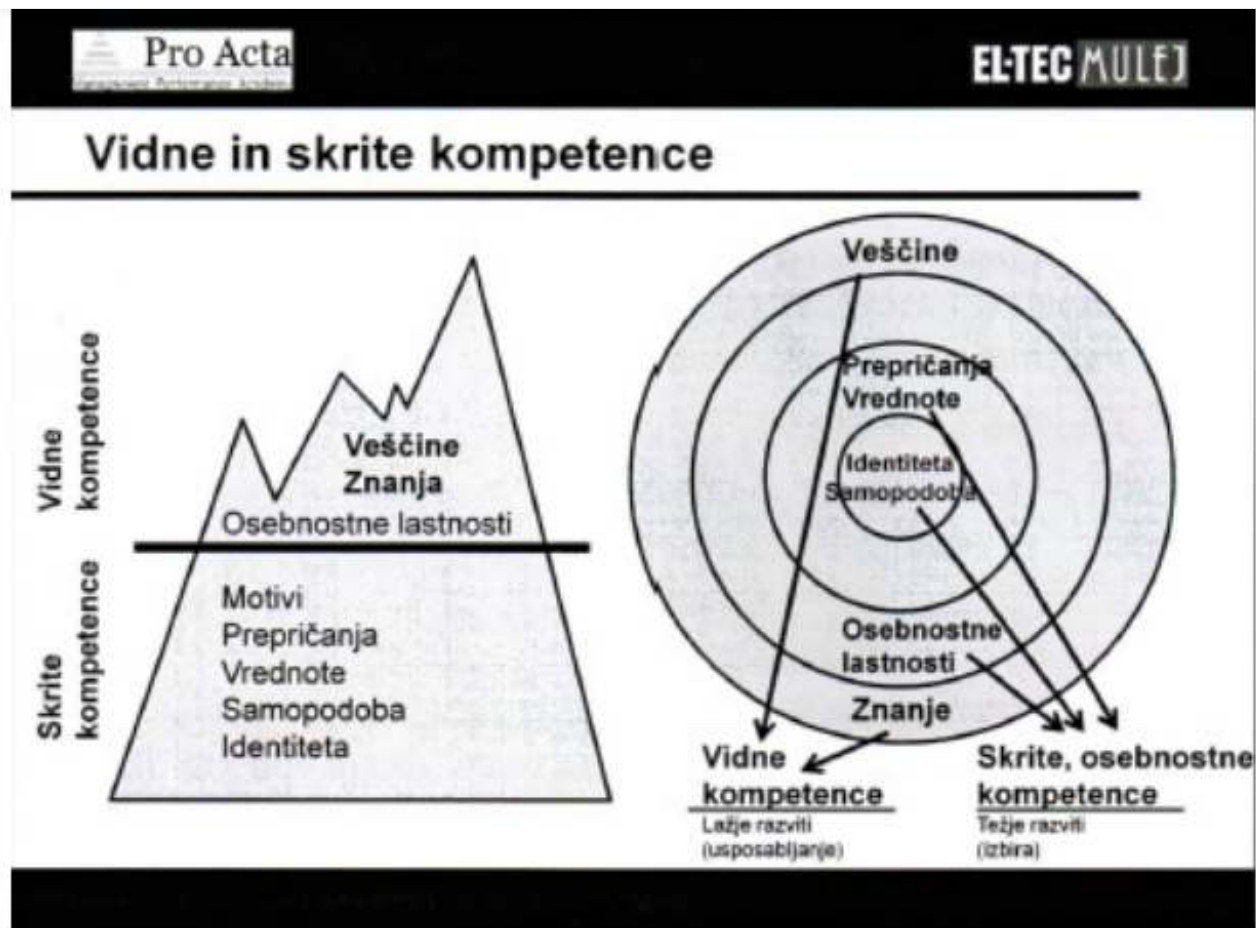 Pro Acta
EL-TEC MULEJ
Vidne in skrite kompetence
Vidne
kompetence
Skrite
kompetence
Veščine
Znanja
Osebnostne lastnosti
Motivi
Prepričanja
Vrednote
Samopodoba
Identiteta
Veščine
Prepričanja
Vrednote
Identiteta
Samopodoba
Osebnostne
lastnosti
Znanje
Vidne
kompetence
Lažje razviti
(usposabljanje)
Skrite, osebnostne
kompetence
Težje razviti
(izbira)